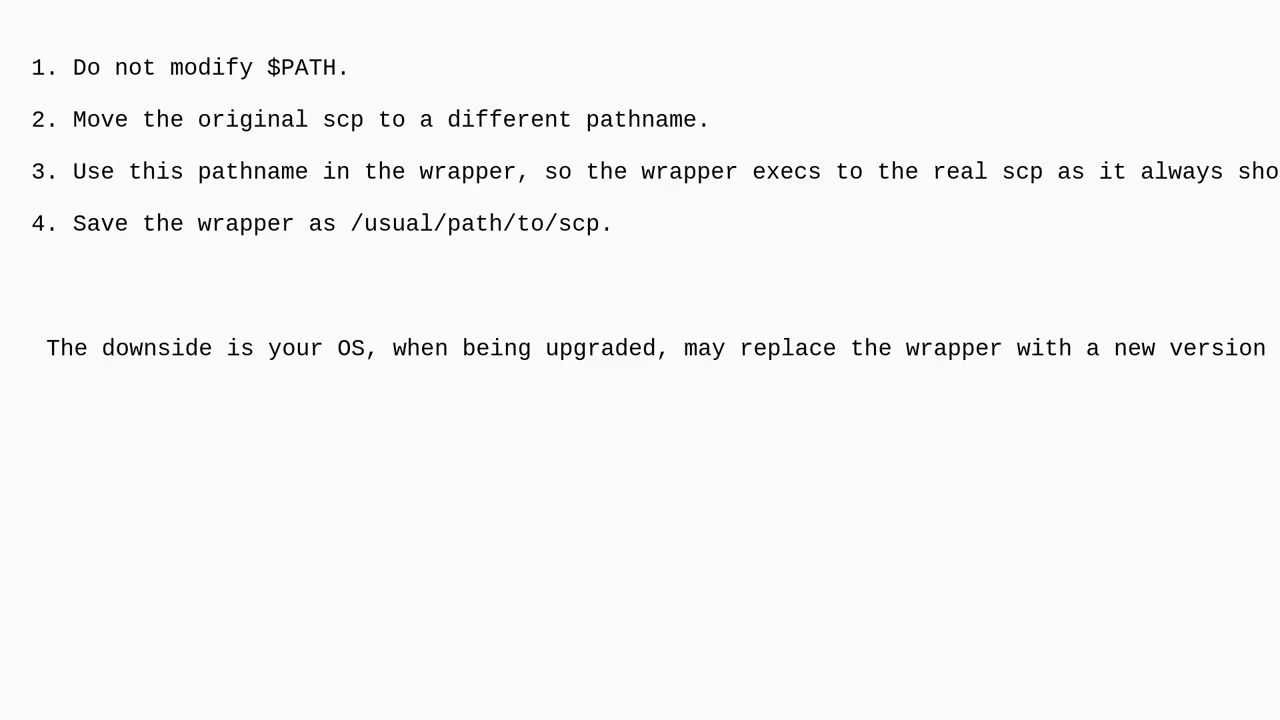 1. Do not modify $PATH.
2. Move the original scp to a different pathname.
3. Use this pathname in the wrapper, so the wrapper execs to the real scp as it always
4. Save the wrapper as /usual/path/to/scp.
The downside is your OS, when being upgraded, may replace the wrapper with a new version